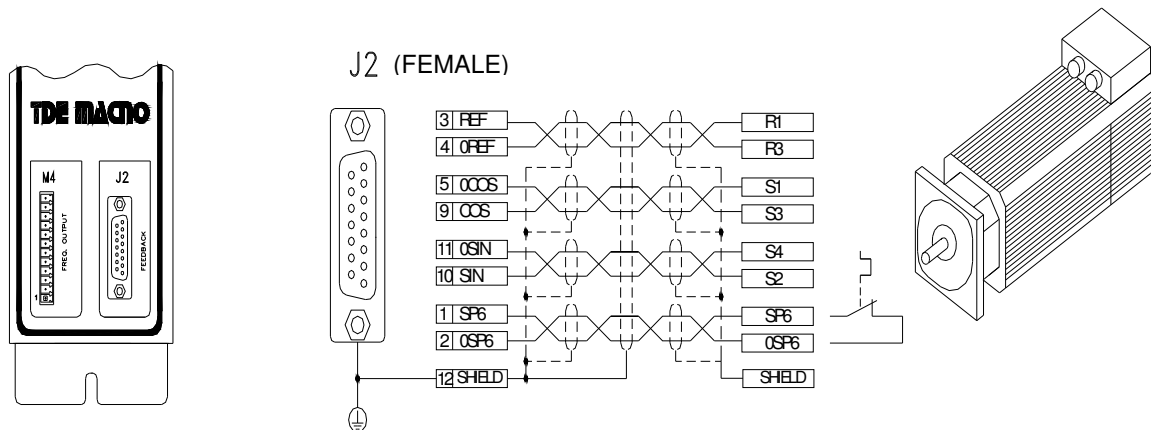 TDE MACNO
M4
J2
FREQ. OUTPUT
FEEDBACK
1
J2 (FEMALE)
3 REF
R1
4 0REF
R3
5 0COS
S1
9 COS
S3
11 0SIN
S4
10 SIN
S2
1 SP6
SP6
2 0SP6
0SP6
12 SHIELD
SHIELD